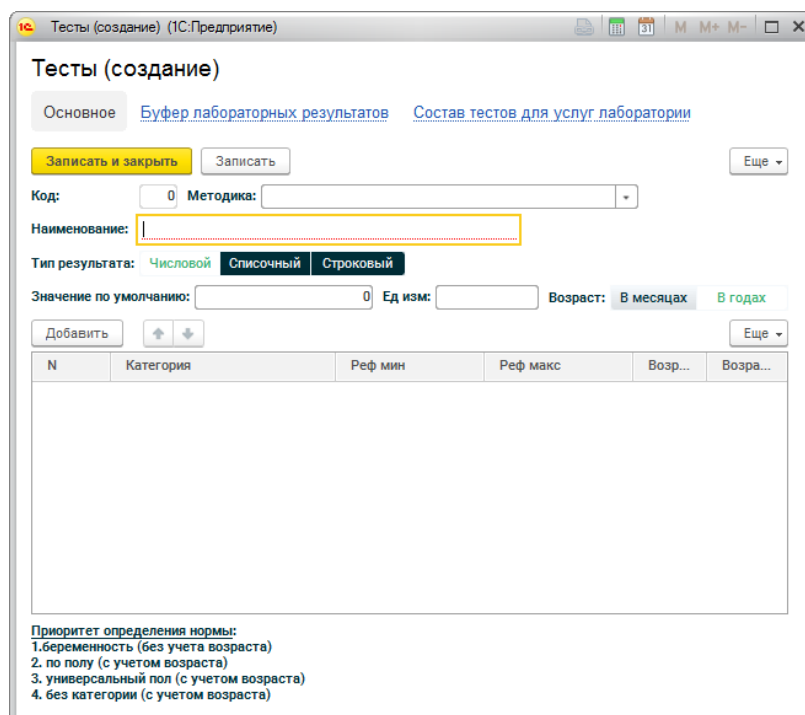 1С Тесты (создание) (1С:Предприятие) 31 M M+ M-
Тесты (создание)
Основное Буфер лабораторных результатов Состав тестов для услуг лаборатории
Записать и закрыть Записать Еще
Код: 0 Методика:
Наименование:
Тип результата: Числовой Списочный Строковый
Значение по умолчанию: 0 Ед изм: Возраст: В месяцах В годах
Добавить Еще
N Категория Реф мин Реф макс Возр... Возра...
Приоритет определения нормы:
1.беременность (без учета возраста)
2. по полу (с учетом возраста)
3. универсальный пол (с учетом возраста)
4. без категории (с учетом возраста)